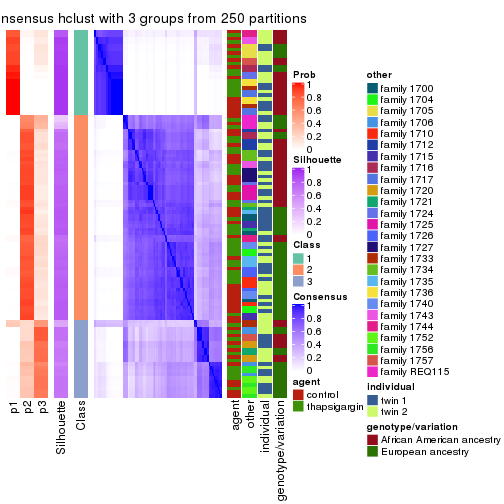 nsensus hclust with 3 groups from 250 partitions
p1
p2
p3
Silhouette
Class
agent
other
individual
genotype/variation
Prob
1
0.8
0.6
0.4
0.2
0
Silhouette
1
0.8
0.6
0.4
0.2
0
Class
1
2
3
Consensus
1
0.8
0.6
0.4
0.2
0
agent
control
thapsigargin
other
family 1700
family 1704
family 1705
family 1706
family 1710
family 1712
family 1715
family 1716
family 1717
family 1720
family 1721
family 1724
family 1725
family 1726
family 1727
family 1733
family 1734
family 1735
family 1736
family 1740
family 1743
family 1744
family 1752
family 1756
family 1757
family REQ115
individual
twin 1
twin 2
genotype/variation
African American ancestry
European ancestry